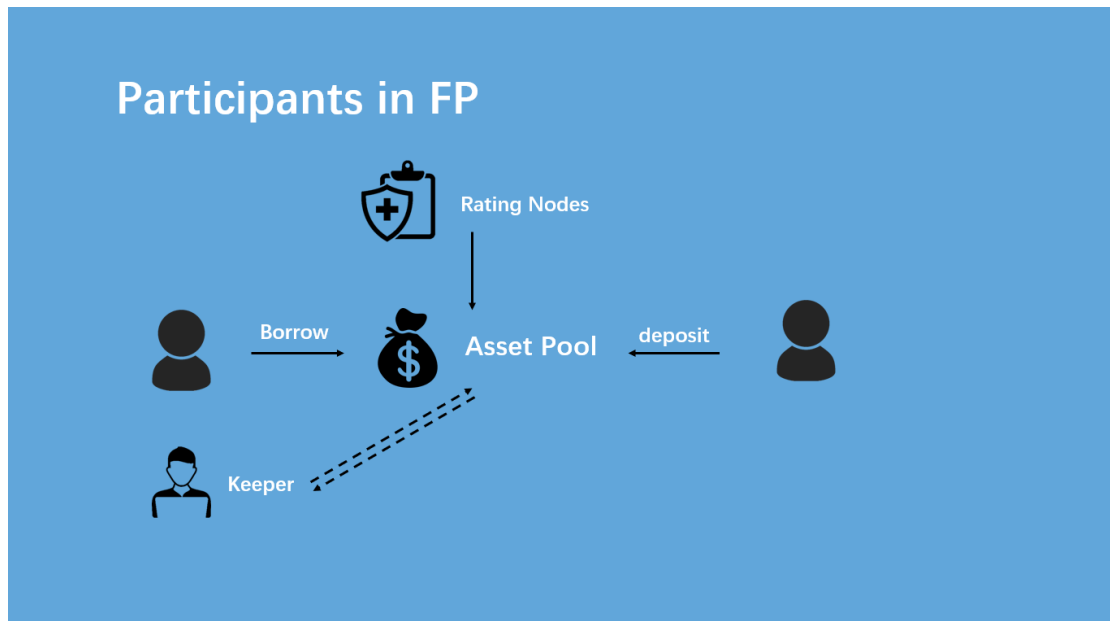 Participants in FP
Rating Nodes
Borrow
Asset Pool
deposit
Keeper